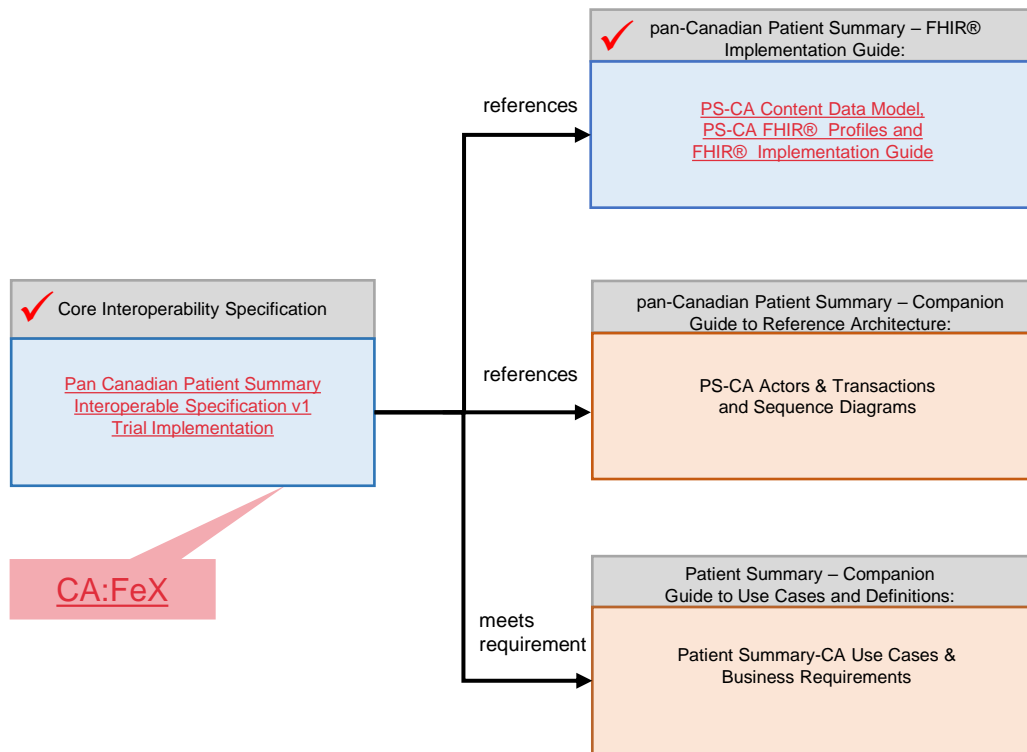 pan-Canadian Patient Summary – FHIR®
Implementation Guide:
references
PS-CA Content Data Model,
PS-CA FHIR® Profiles and
FHIR® Implementation Guide
Core Interoperability Specification
Pan Canadian Patient Summary
Interoperable Specification v1
Trial Implementation
pan-Canadian Patient Summary – Companion
Guide to Reference Architecture:
references
PS-CA Actors & Transactions
and Sequence Diagrams
CA:FeX
Patient Summary – Companion
Guide to Use Cases and Definitions:
meets
requirement
Patient Summary-CA Use Cases &
Business Requirements